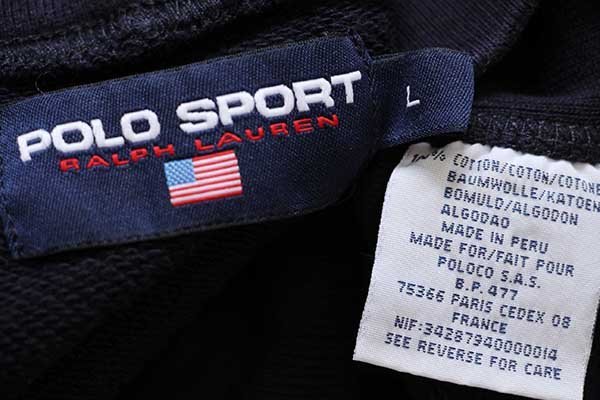 POLO SPORT
RALPH LAUREN
L
100% COTTON/COTON/COTONE
BAUMWOLLE/KATOEN
BOMULD/ALGODON
ALGODAO
MADE IN PERU
MADE FOR/FAIT POUR
POLOCO S.A.S.
B.P. 477
75366 PARIS CEDEX 08
FRANCE
NIF:34287940000014
SEE REVERSE FOR CARE